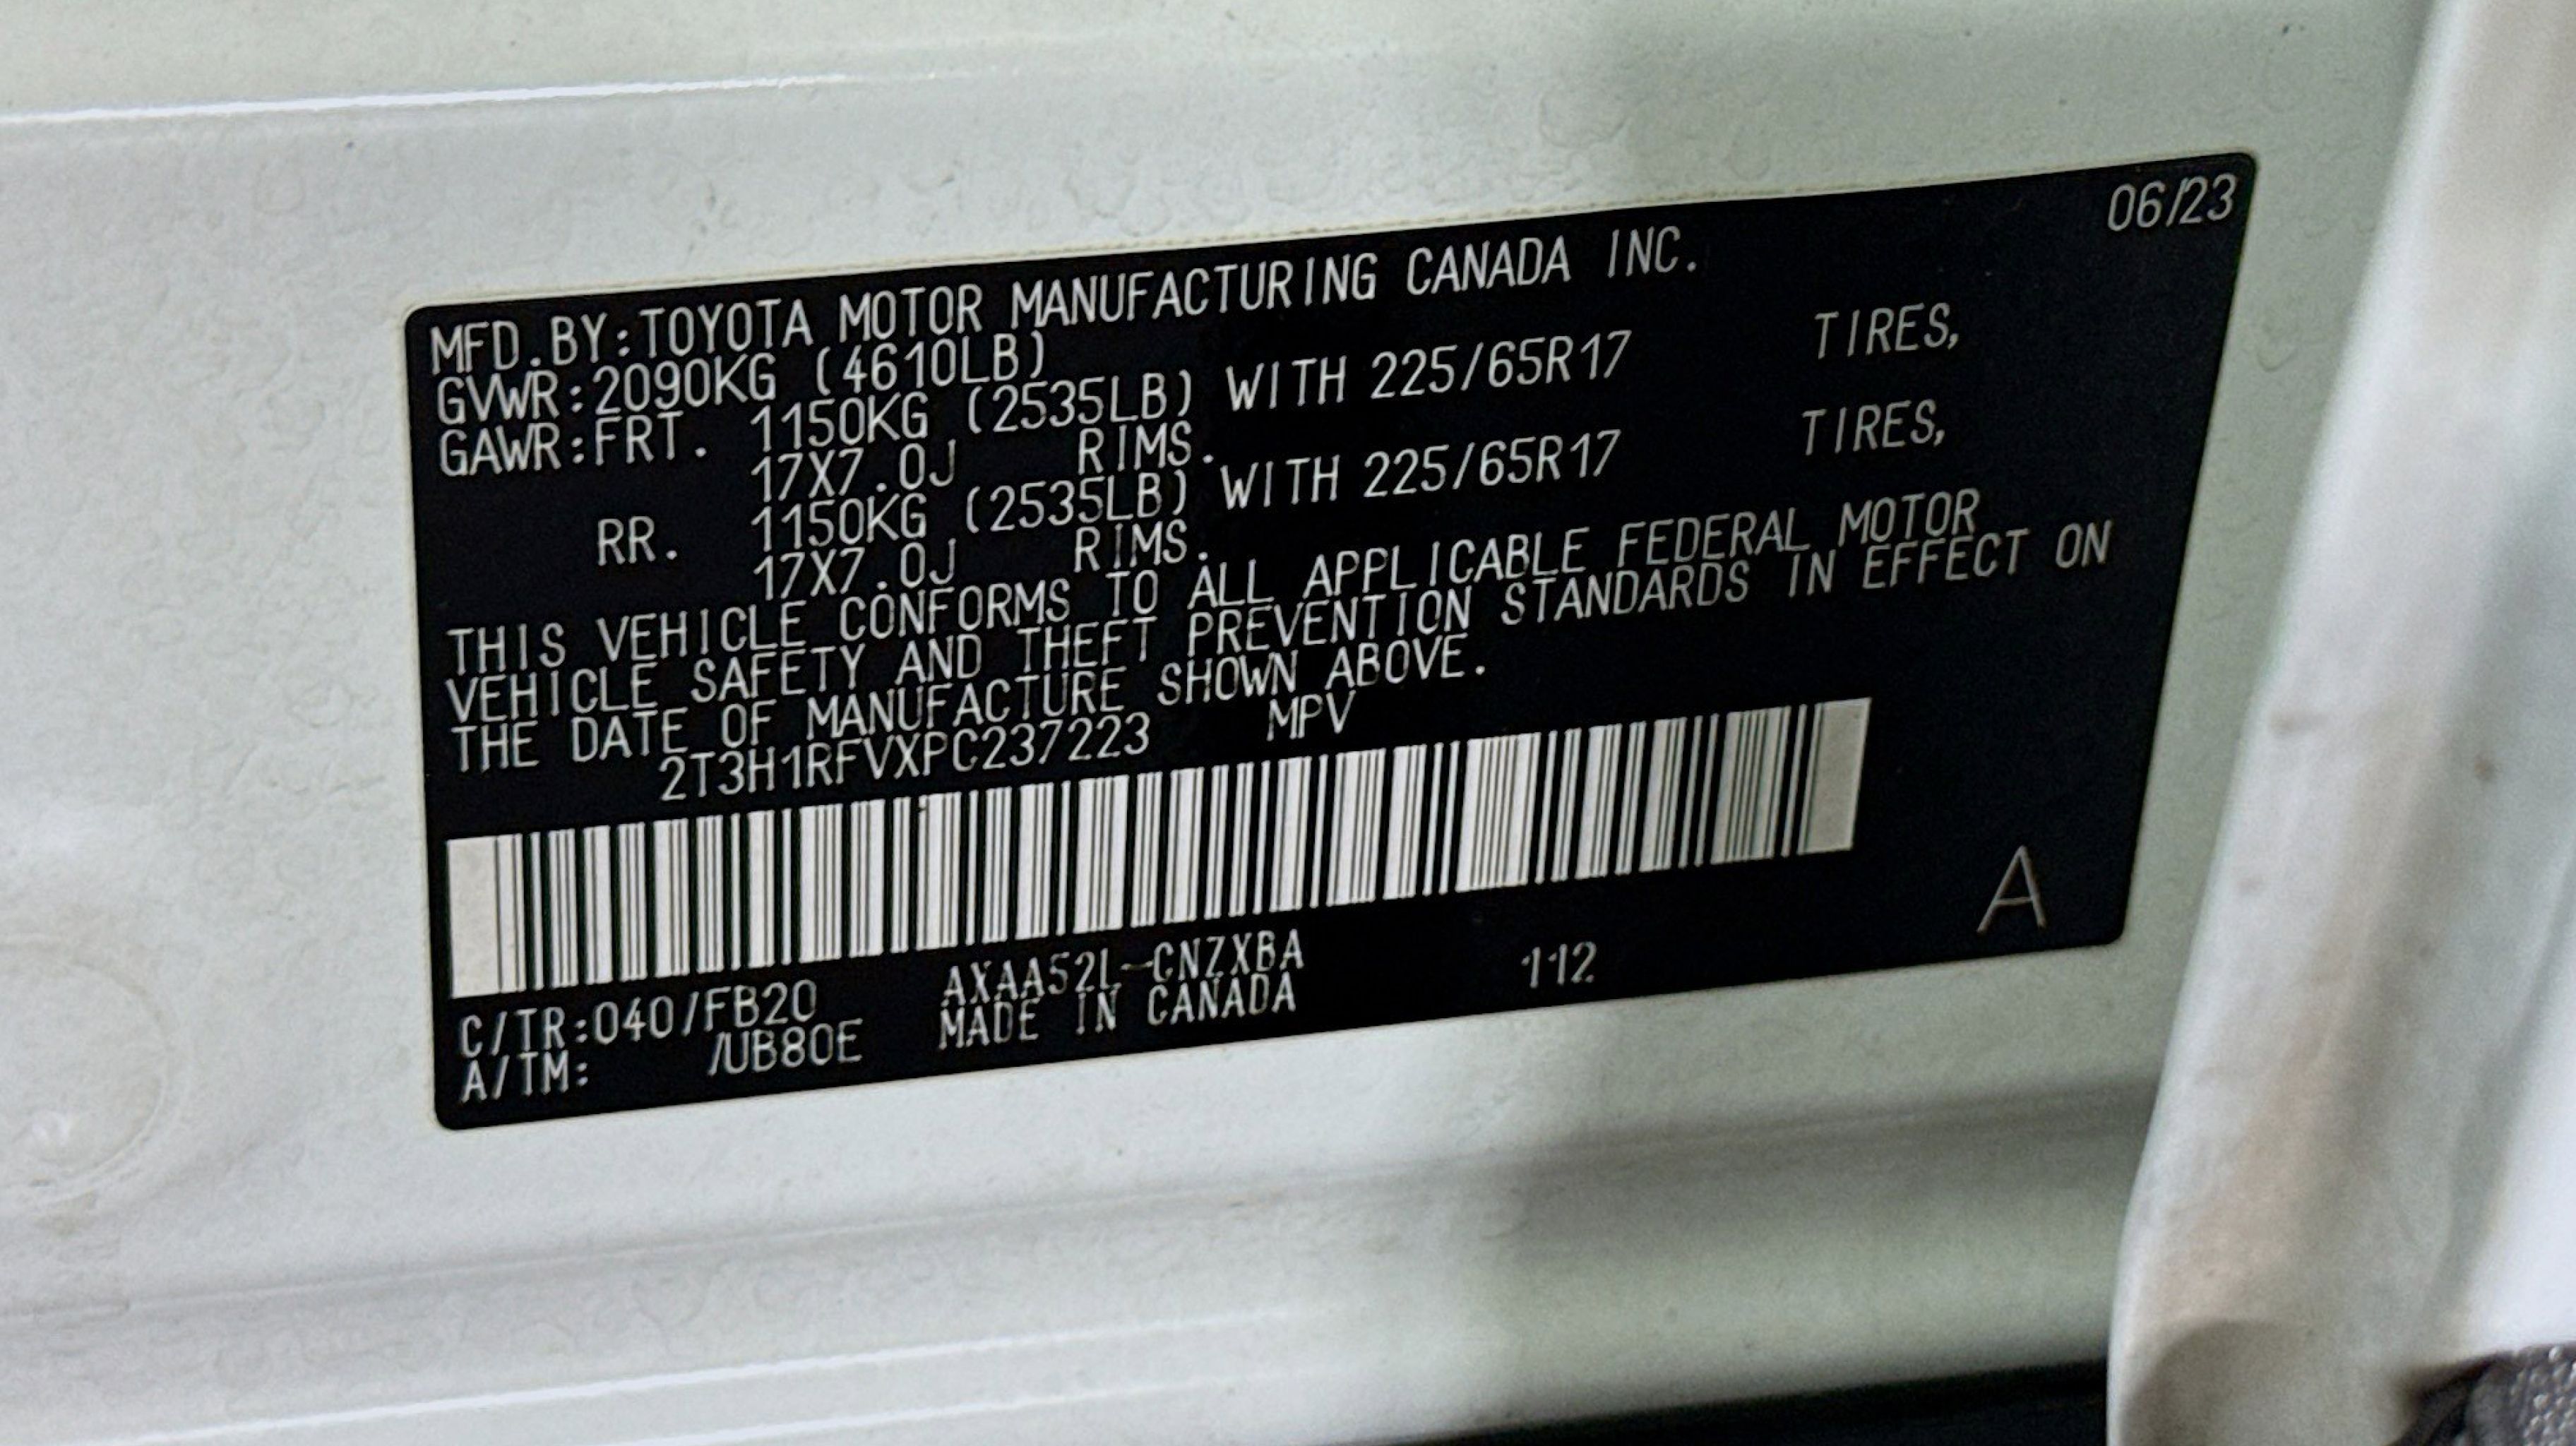 06/23
MFD.BY:TOYOTA MOTOR MANUFACTURING CANADA INC.
GVWR:2090KG (4610LB)
GAWR:FRT. 1150KG (2535LB) WITH 225/65R17 TIRES,
17X7.0J RIMS.
RR. 1150KG (2535LB) WITH 225/65R17 TIRES,
17X7.0J RIMS.
THIS VEHICLE CONFORMS TO ALL APPLICABLE FEDERAL MOTOR
VEHICLE SAFETY AND THEFT PREVENTION STANDARDS IN EFFECT ON
THE DATE OF MANUFACTURE SHOWN ABOVE.
2T3H1RFVXPC237223 MPV
C/TR:040/FB20 AXAA52L-CNZXBA 112 A
A/TM: /UB80E MADE IN CANADA